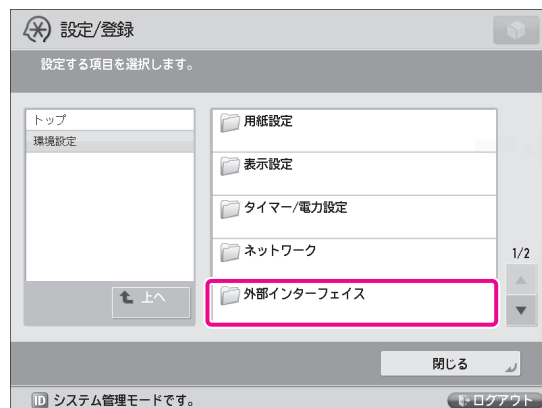 設定/登録
設定する項目を選択します。
トップ
環境設定
用紙設定
表示設定
タイマー/電力設定
ネットワーク
外部インターフェイス
1/2
上へ
閉じる
ID システム管理モードです。
ログアウト